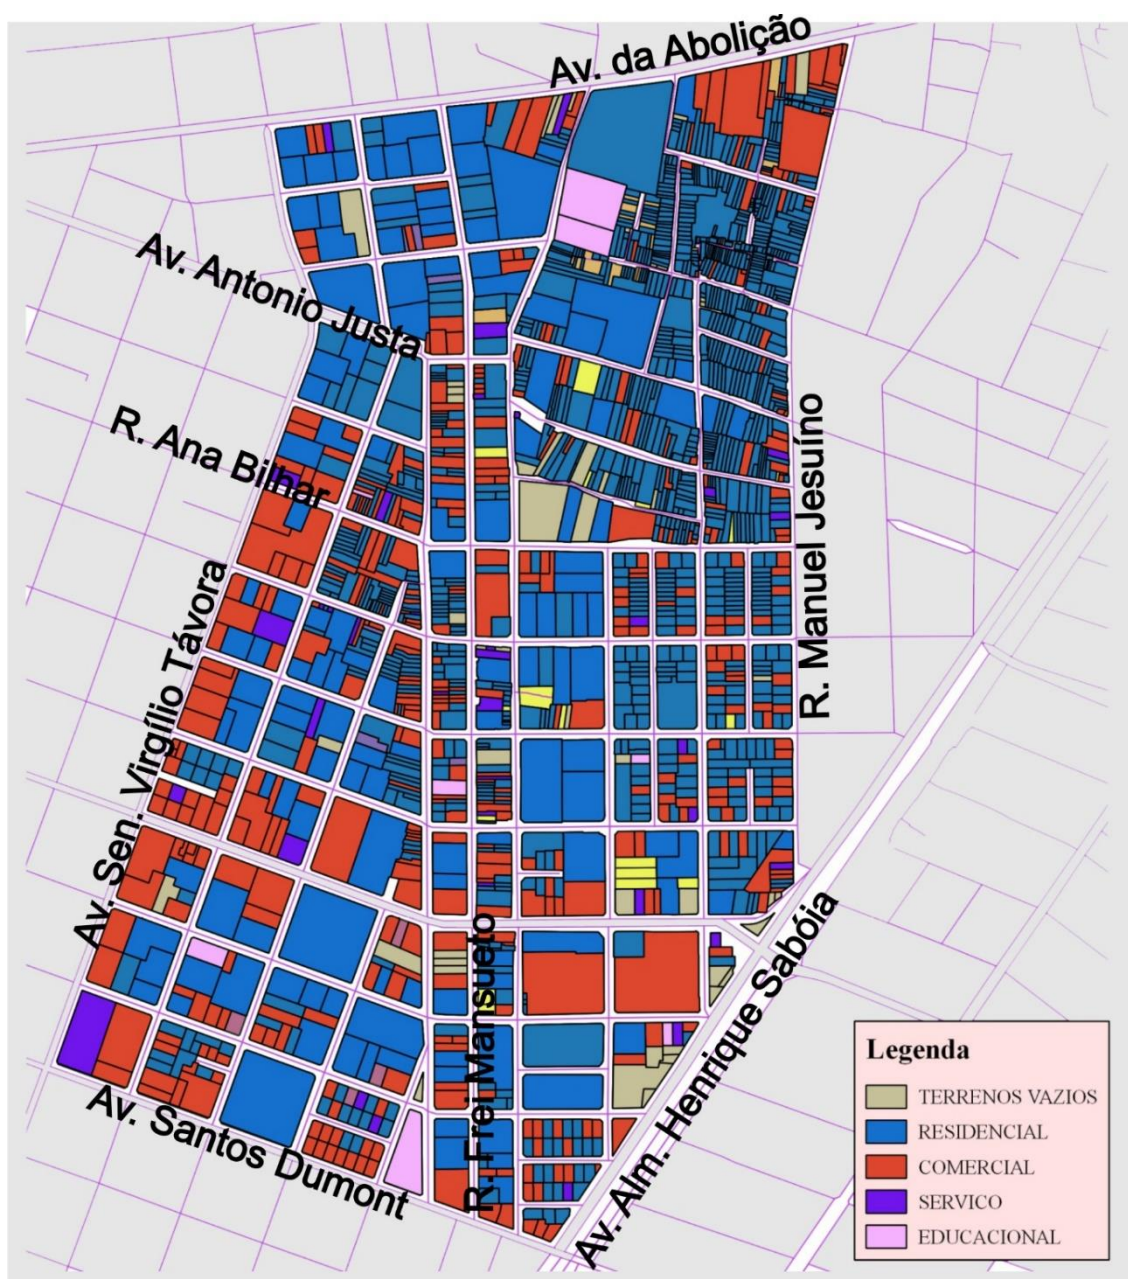 Av. da Abolição
Av. Antonio Justa
R. Ana Bilhar
R. Manuel Jesuíno
Av. Sen. Virgílio Távora
R. Frei Mansueto
Av. Alm. Henrique Sabóia
Av. Santos Dumont
Legenda
TERRENOS VAZIOS
RESIDENCIAL
COMERCIAL
SERVICO
EDUCACIONAL